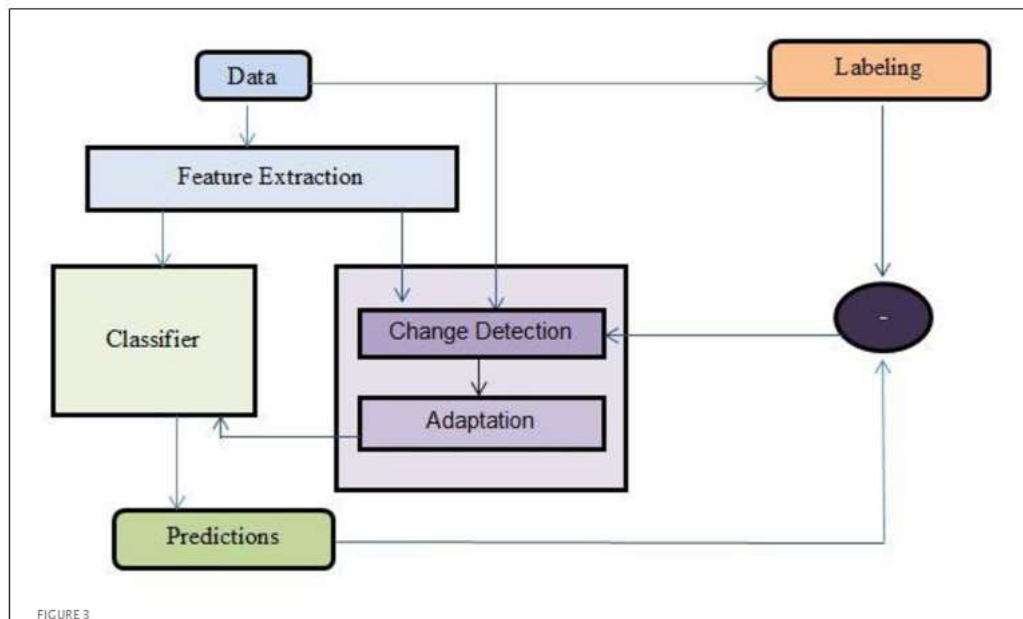 Data
Labeling
Feature Extraction
Classifier
Change Detection
-
Adaptation
Predictions
FIGURE 3